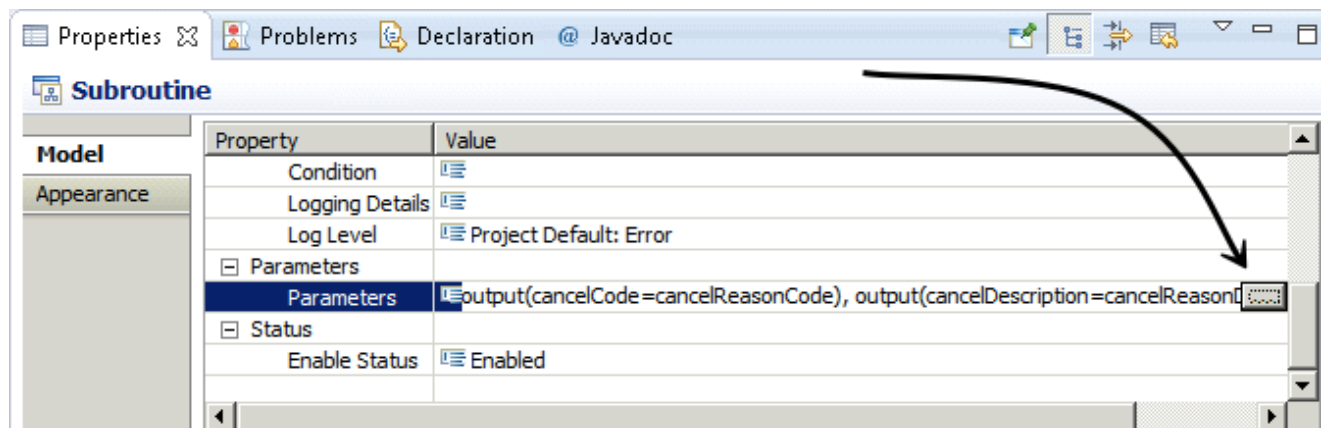 Properties Problems Declaration @ Javadoc
Subroutine
Model
Appearance
Property Value
Condition
Logging Details
Log Level Project Default: Error
Parameters
Parameters output(cancelCode=cancelReasonCode), output(cancelDescription=cancelReason
Status
Enable Status Enabled